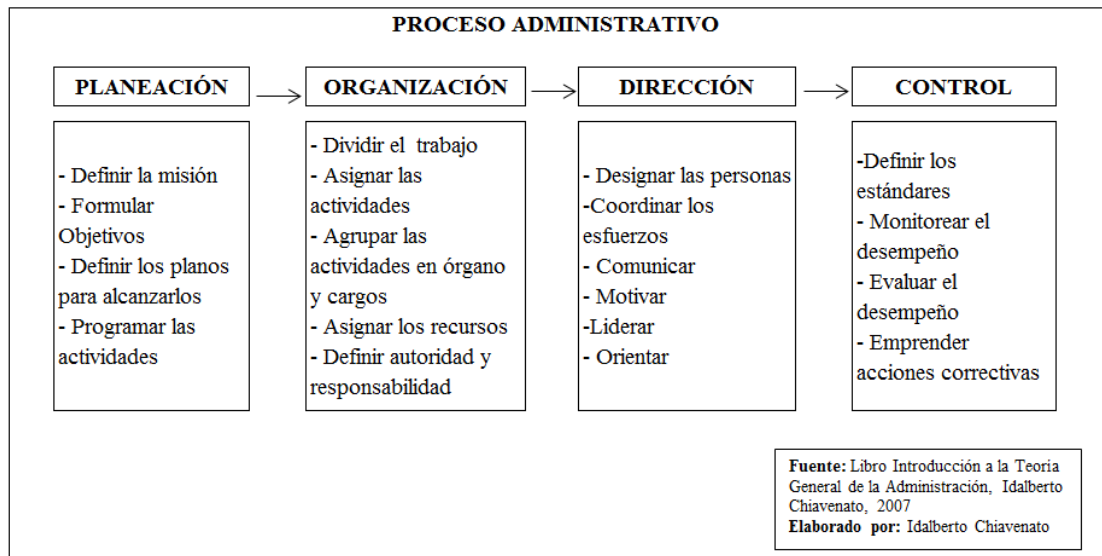 PROCESO ADMINISTRATIVO
PLANEACIÓN
ORGANIZACIÓN
DIRECCIÓN
CONTROL
- Definir la misión
- Formular
Objetivos
- Definir los planos
para alcanzarlos
- Programar las
actividades
- Dividir el trabajo
- Asignar las
actividades
- Agrupar las
actividades en órgano
y cargos
- Asignar los recursos
- Definir autoridad y
responsabilidad
- Designar las personas
-Coordinar los
esfuerzos
- Comunicar
- Motivar
-Liderar
- Orientar
-Definir los
estándares
- Monitorear el
desempeño
- Evaluar el
desempeño
- Emprender
acciones correctivas
Fuente: Libro Introducción a la Teoría
General de la Administración, Idalberto
Chiavenato, 2007
Elaborado por: Idalberto Chiavenato